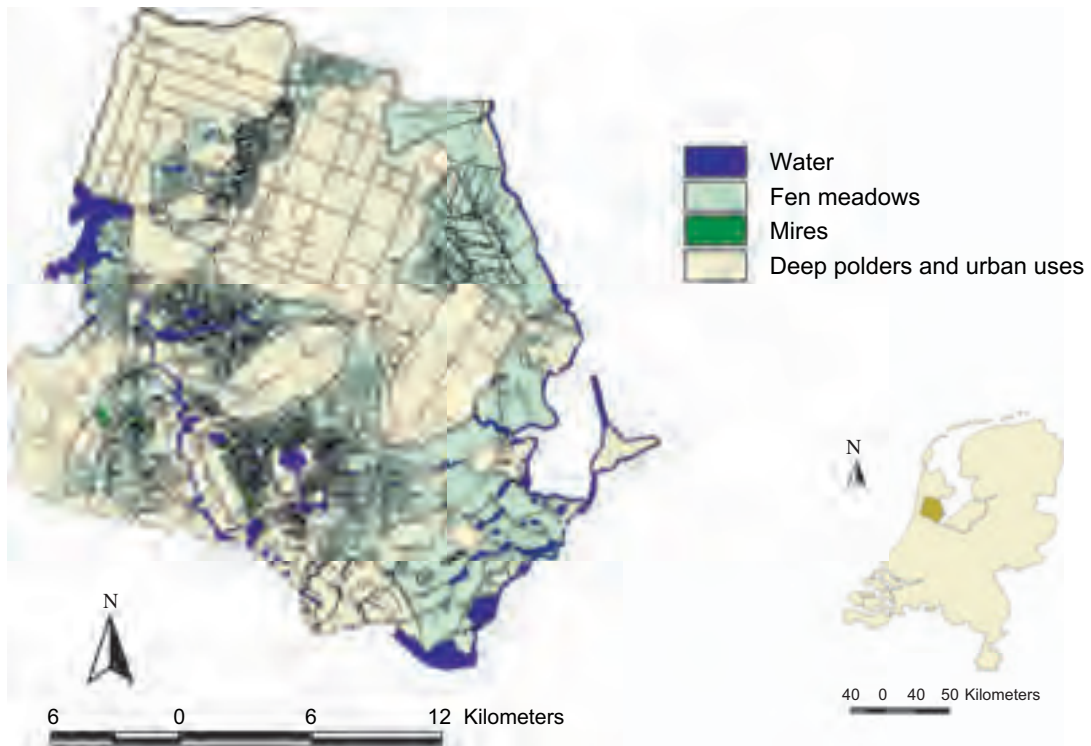 Water
Fen meadows
Mires
Deep polders and urban uses
N
N
6 0 6 12 Kilometers
40 0 40 50 Kilometers